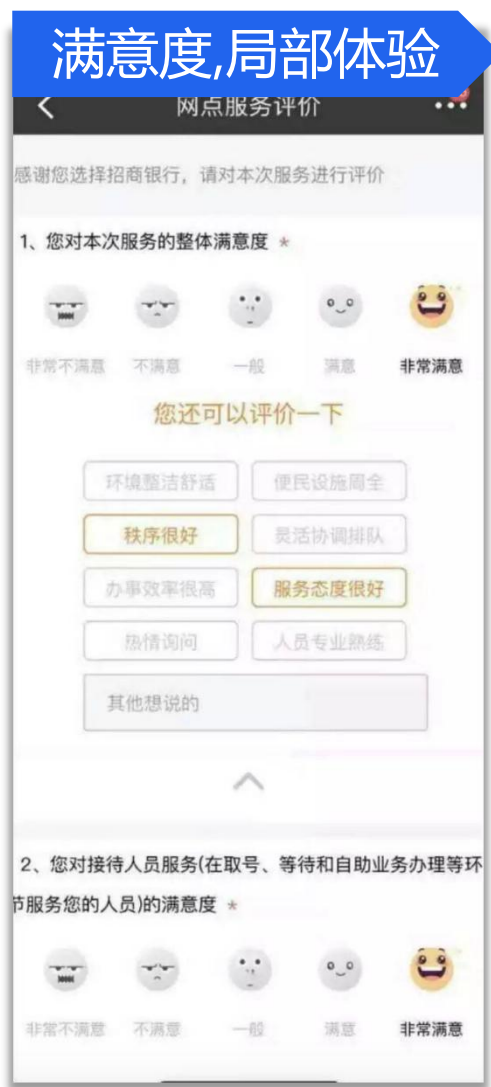 满意度,局部体验
网点服务评价
感谢您选择招商银行，请对本次服务进行评价
1、您对本次服务的整体满意度 *
非常不满意 不满意 一般 满意 非常满意
您还可以评价一下
环境整洁舒适 便民设施周全
秩序很好 灵活协调排队
办事效率很高 服务态度很好
热情询问 人员专业熟练
其他想说的
2、您对接待人员服务(在取号、等待和自助业务办理等环
节服务您的人员)的满意度 *
非常不满意 不满意 一般 满意 非常满意